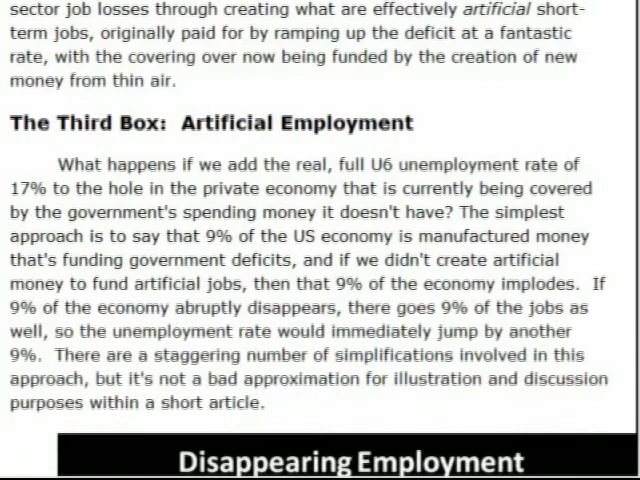 sector job losses through creating what are effectively artificial short-
term jobs, originally paid for by ramping up the deficit at a fantastic
rate, with the covering over now being funded by the creation of new
money from thin air.
The Third Box:  Artificial Employment
What happens if we add the real, full U6 unemployment rate of
17% to the hole in the private economy that is currently being covered
by the government's spending money it doesn't have? The simplest
approach is to say that 9% of the US economy is manufactured money
that's funding government deficits, and if we didn't create artificial
money to fund artificial jobs, then that 9% of the economy implodes.  If
9% of the economy abruptly disappears, there goes 9% of the jobs as
well, so the unemployment rate would immediately jump by another
9%.  There are a staggering number of simplifications involved in this
approach, but it's not a bad approximation for illustration and discussion
purposes within a short article.
Disappearing Employment